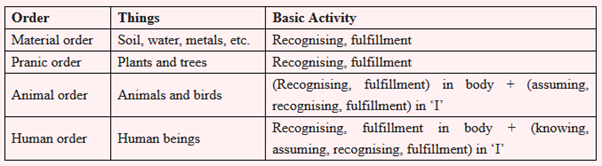 Order Things Basic Activity
Material order Soil, water, metals, etc. Recognising, fulfillment
Pranic order Plants and trees Recognising, fulfillment
Animal order Animals and birds (Recognising, fulfillment) in body + (assuming,
recognising, fulfillment) in ‘I’
Human order Human beings Recognising, fulfillment in body + (knowing,
assuming, recognising, fulfillment) in ‘I’